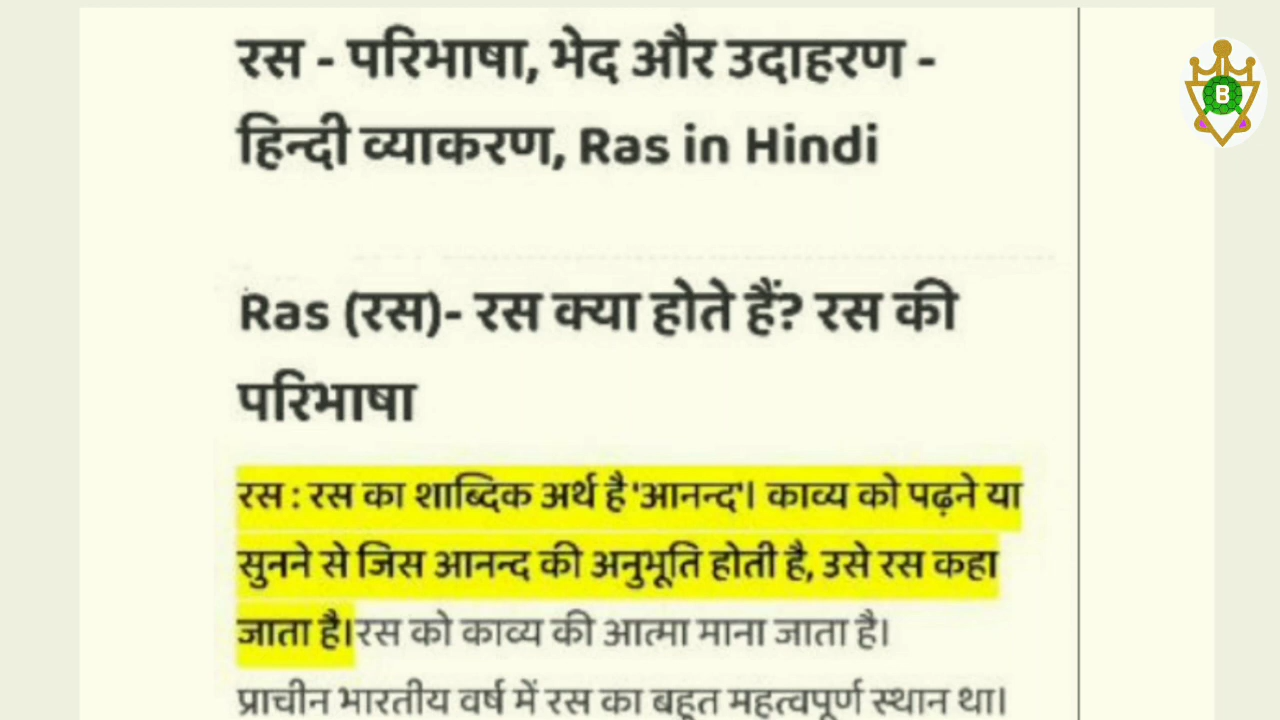 रस - परिभाषा, भेद और उदाहरण -
हिन्दी व्याकरण, Ras in Hindi
B
Ras (रस)- रस क्या होते हैं? रस की
परिभाषा
रस : रस का शाब्दिक अर्थ है 'आनन्द'। काव्य को पढ़ने या
सुनने से जिस आनन्द की अनुभूति होती है, उसे रस कहा
जाता है।रस को काव्य की आत्मा माना जाता है।
प्राचीन भारतीय वर्ष में रस का बहुत महत्वपूर्ण स्थान था।